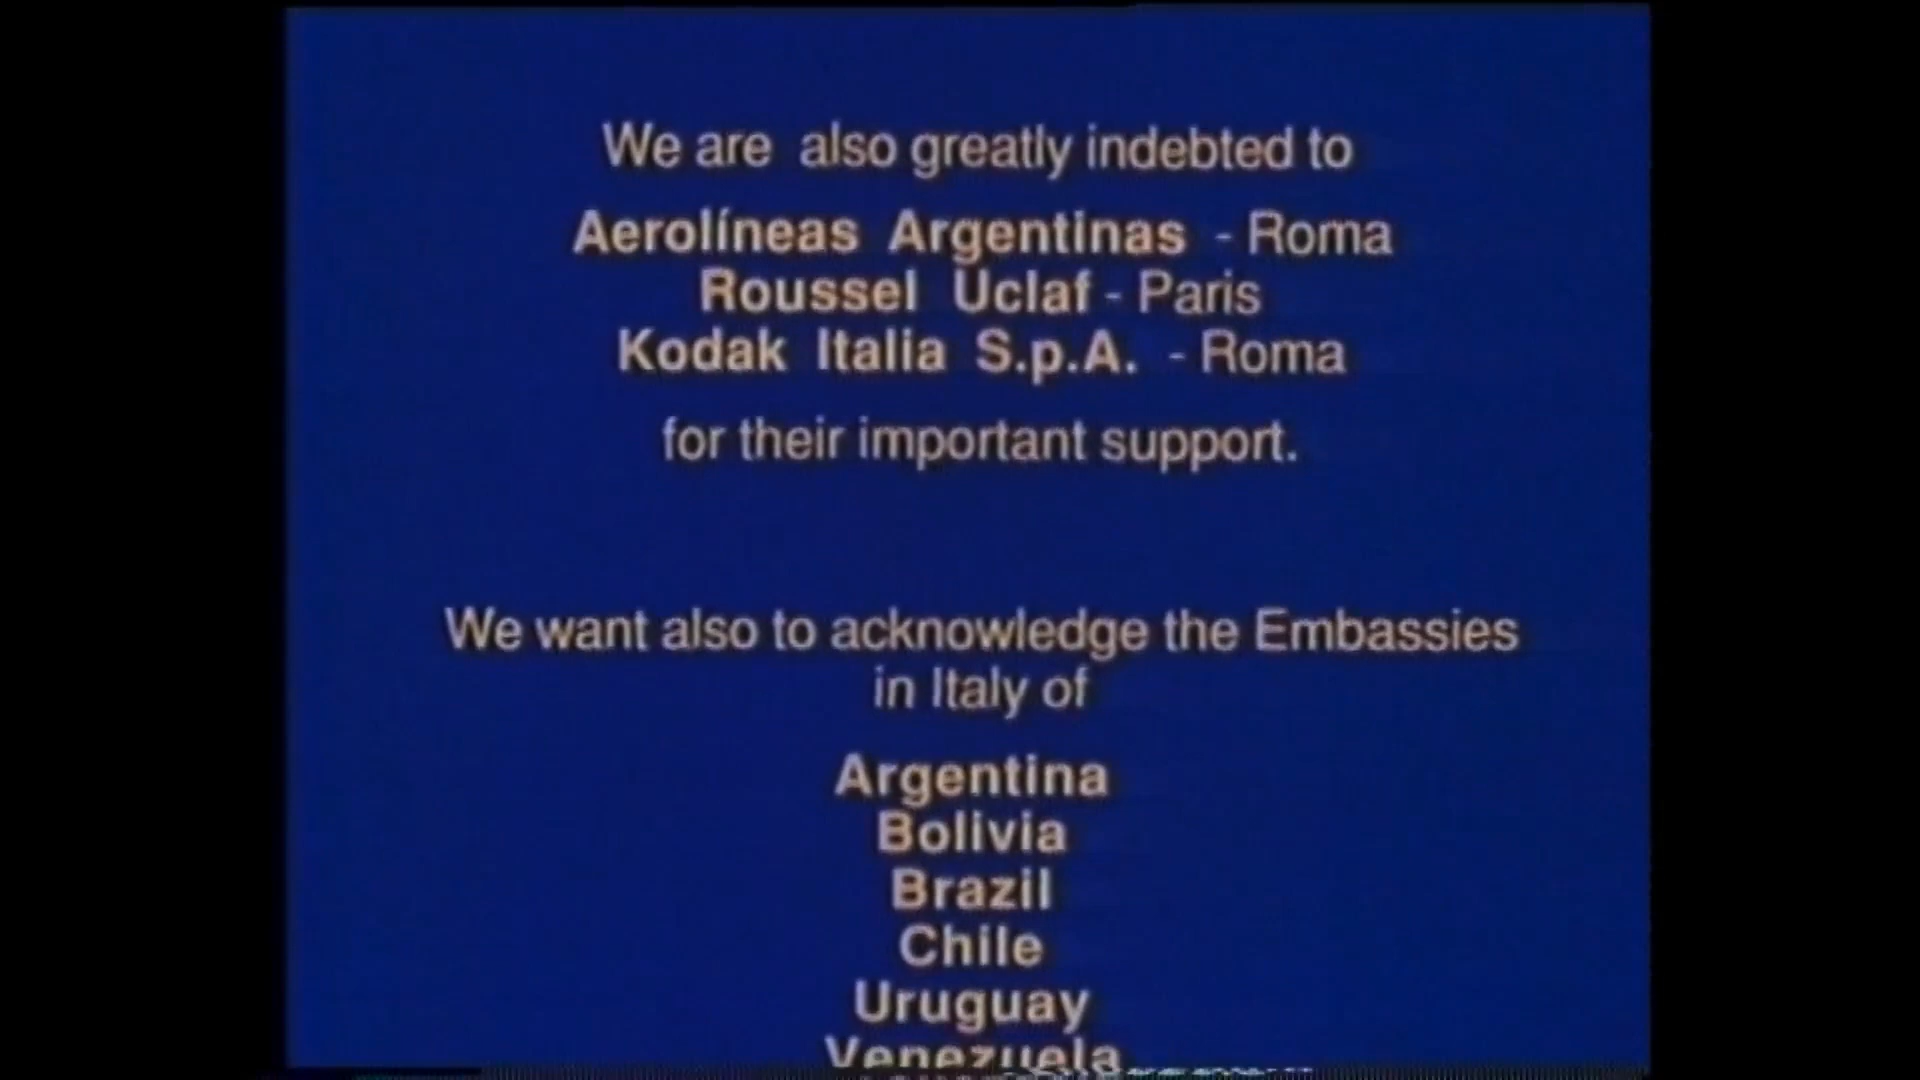 We are also greatly indebted to
Aerolíneas Argentinas - Roma
Roussel Uclaf - Paris
Kodak Italia S.p.A. - Roma
for their important support.
We want also to acknowledge the Embassies
in Italy of
Argentina
Bolivia
Brazil
Chile
Uruguay
Venezuela